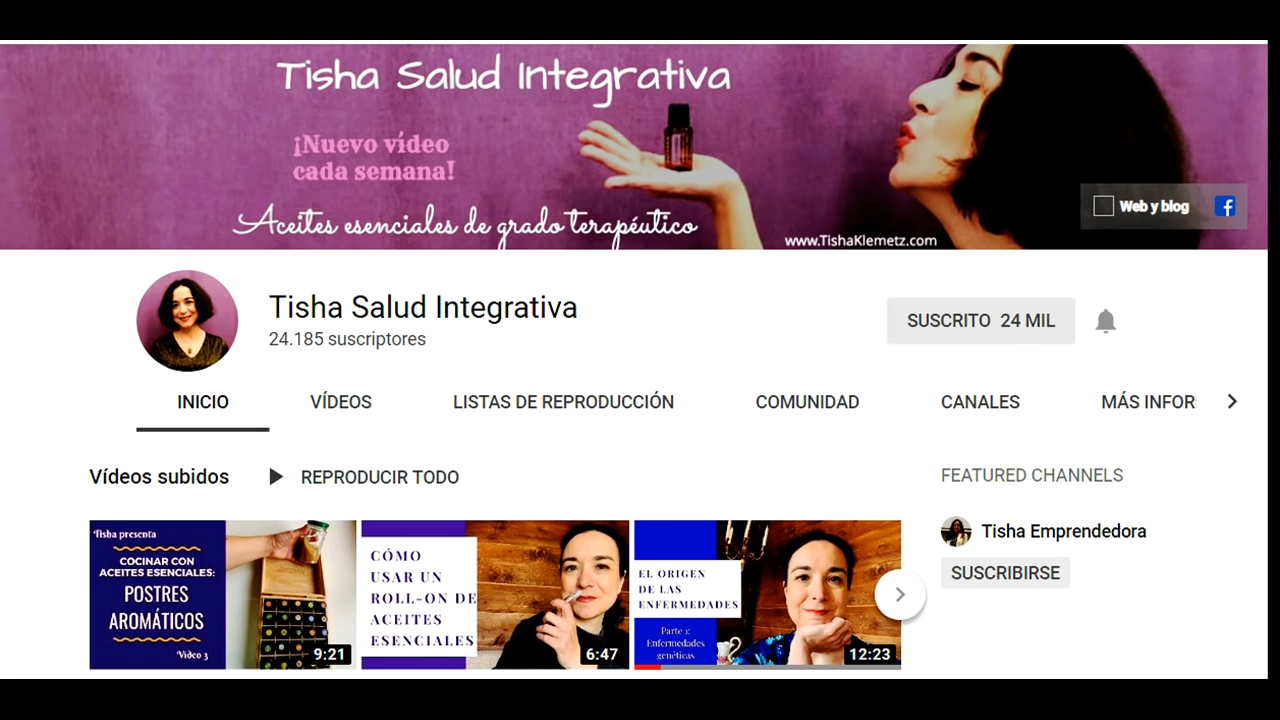 Tisha Salud Integrativa
¡Nuevo vídeo
cada semana!
Aceites esenciales de grado terapéutico
www.TishaKlemetz.com
Web y blog
Tisha Salud Integrativa
24.185 suscriptores
SUSCRITO 24 MIL
INICIO
VÍDEOS
LISTAS DE REPRODUCCIÓN
COMUNIDAD
CANALES
MÁS INFOR
Vídeos subidos
REPRODUCIR TODO
FEATURED CHANNELS
Tisha Emprendedora
SUSCRIBIRSE
Tisha presenta
COCINAR CON
ACEITES ESENCIALES:
POSTRES
AROMÁTICOS
Video 3
9:21
CÓMO
USAR UN
ROLL-ON DE
ACEITES
ESENCIALES
6:47
EL ORIGEN
DE LAS
ENFERMEDADES
Parte 1:
Enfermedades
genéticas
12:23